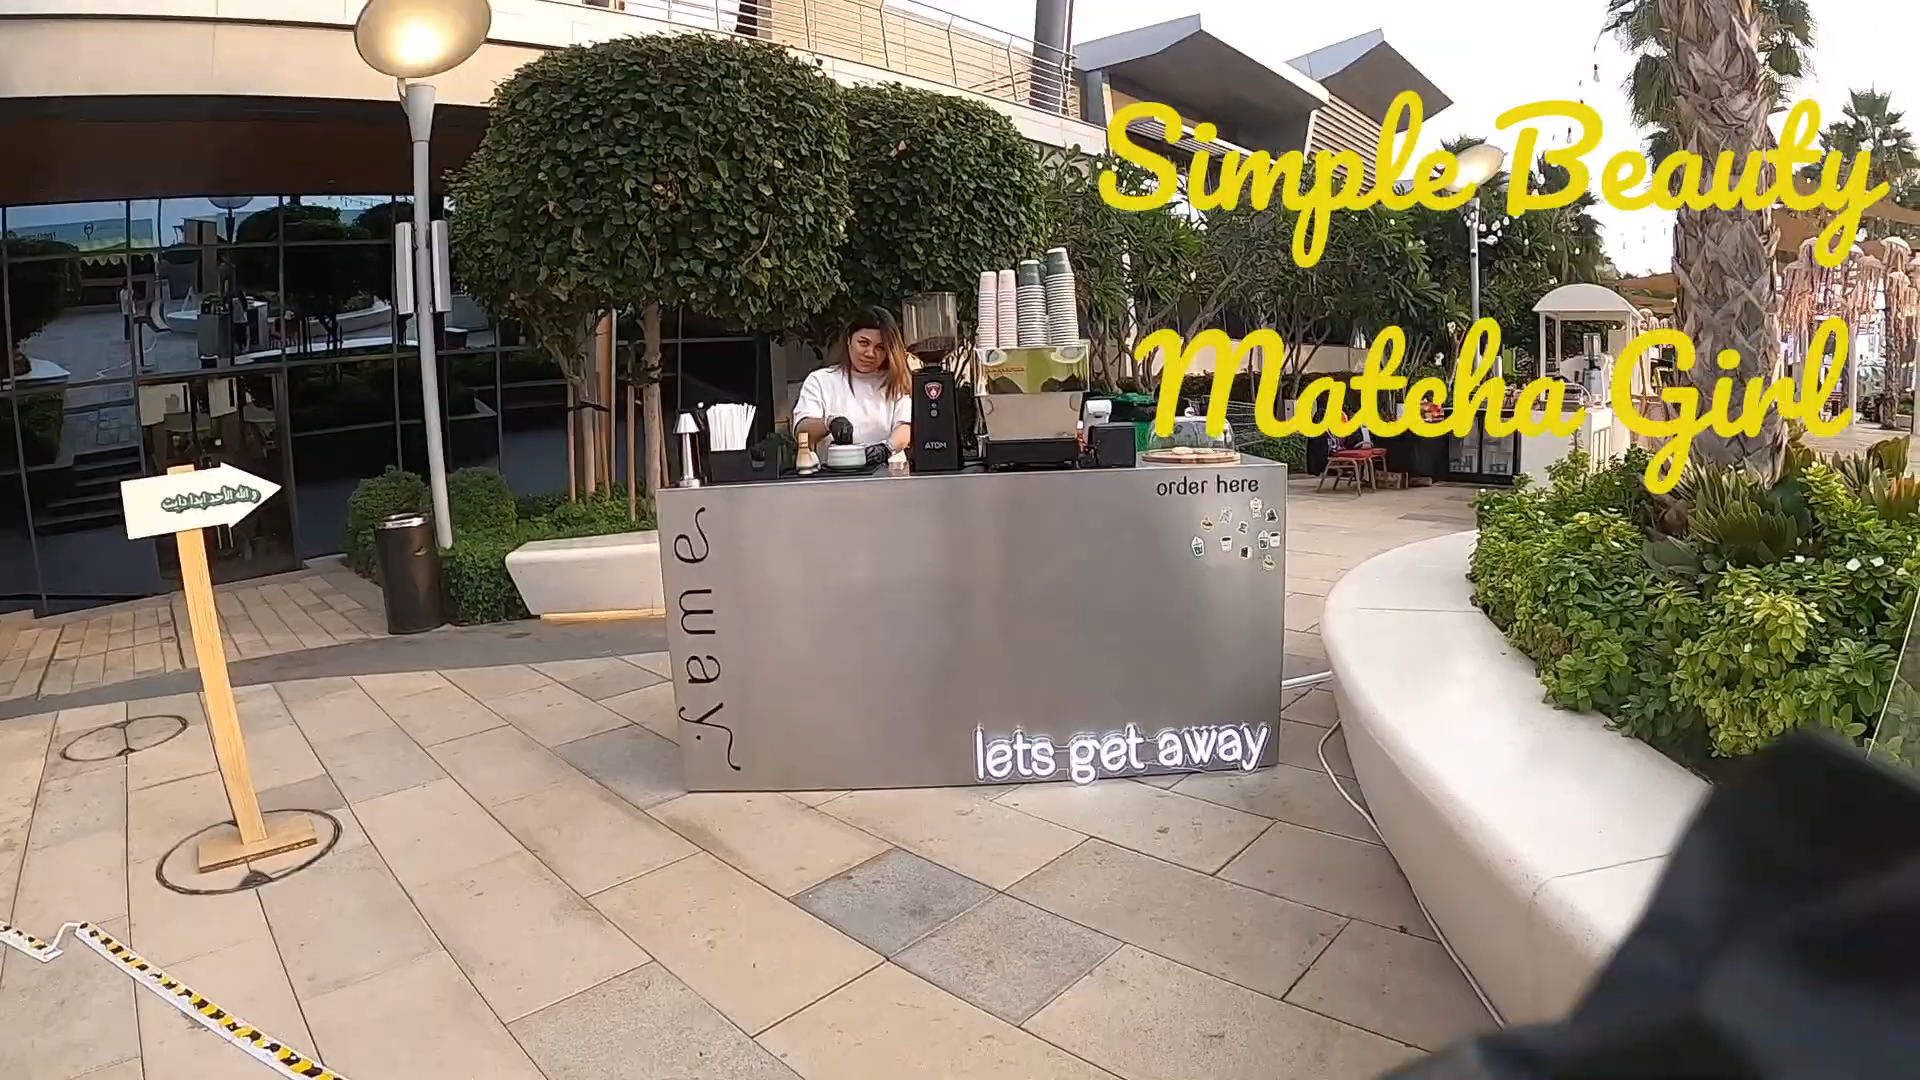 Simple Beauty
Matcha Girl
ATOM
order here
away
lets get away